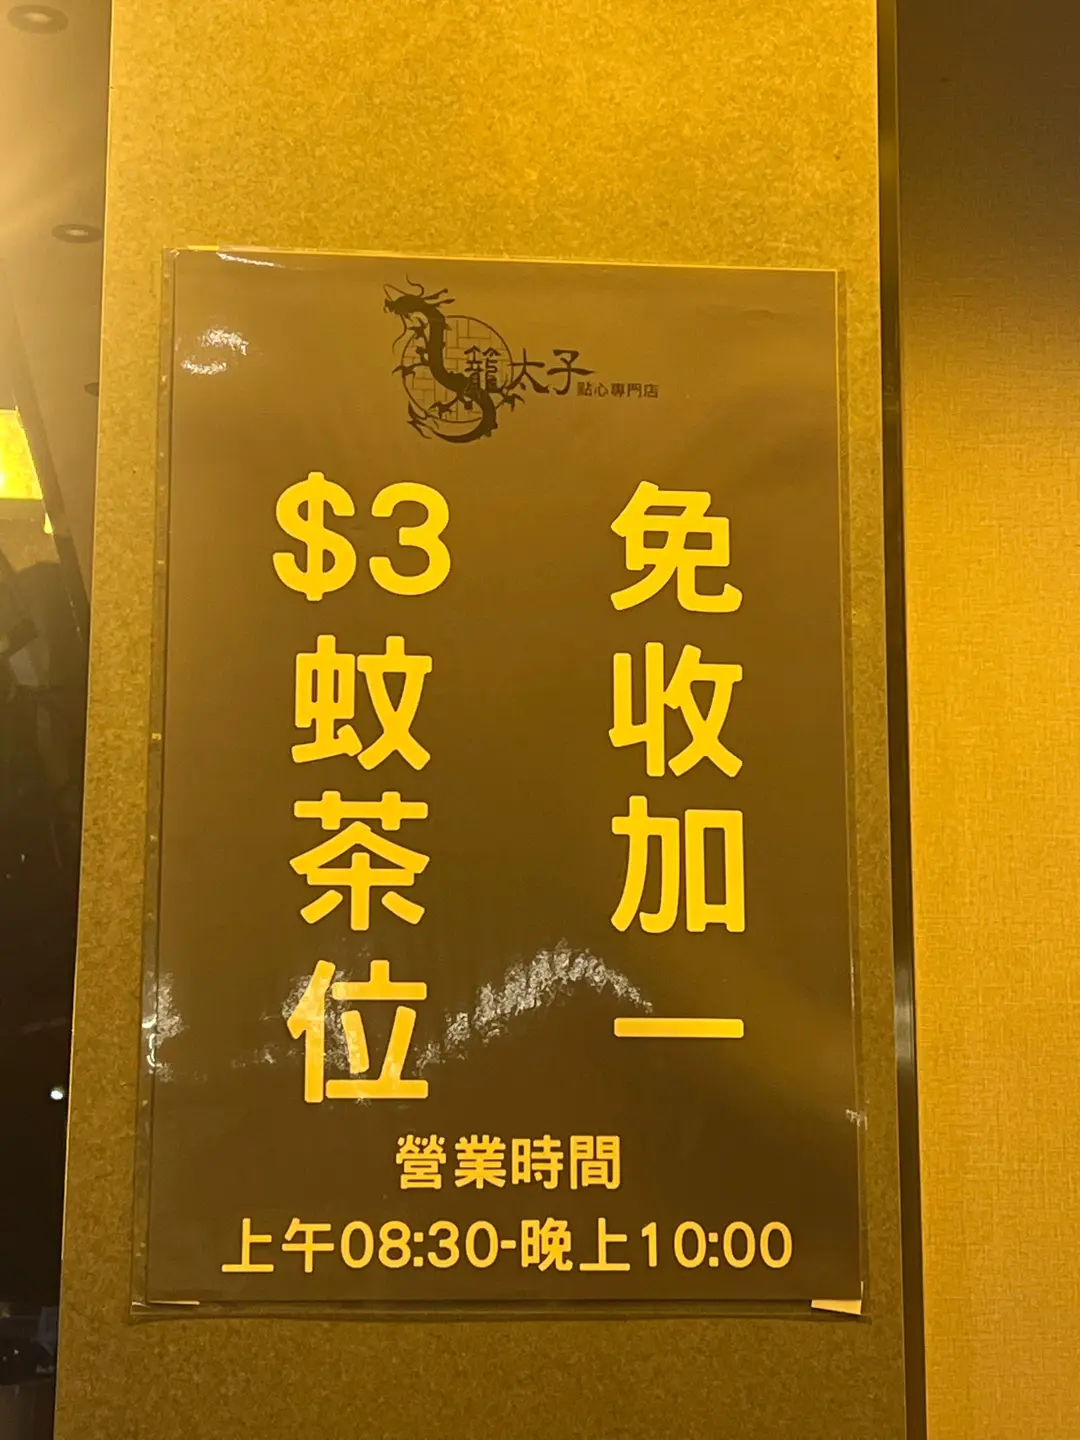 籠太子
點心專門店
免收加一
$3蚊茶位
營業時間
上午08:30-晚上10:00